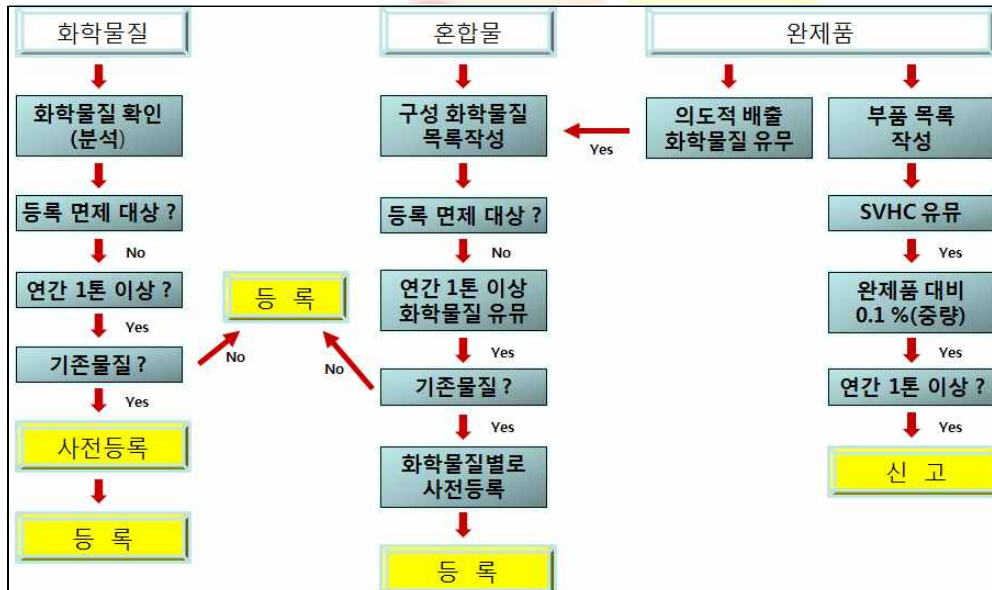 화학물질
혼합물
완제품
화학물질 확인
(분석)
구성 화학물질
목록작성
Yes
의도적 배출
화학물질 유무
부품 목록
작성
등록 면제 대상 ?
No
등록 면제 대상 ?
No
SVHC 유뮤
Yes
연간 1톤 이상 ?
Yes
등 록
연간 1톤 이상
화학물질 유뮤
Yes
완제품 대비
0.1 %(중량)
Yes
기존물질 ?
No
Yes
No
기존물질 ?
Yes
연간 1톤 이상 ?
Yes
사전등록
화학물질별로
사전등록
신 고
등 록
등 록